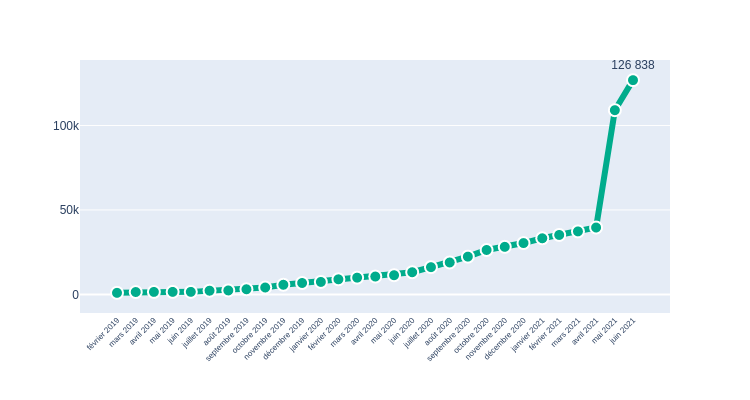 126 838
100k
50k
0
février 2019
mars 2019
avril 2019
mai 2019
juin 2019
juillet 2019
août 2019
septembre 2019
octobre 2019
novembre 2019
décembre 2019
janvier 2020
février 2020
mars 2020
avril 2020
mai 2020
juin 2020
juillet 2020
août 2020
septembre 2020
octobre 2020
novembre 2020
décembre 2020
janvier 2021
février 2021
mars 2021
avril 2021
mai 2021
juin 2021